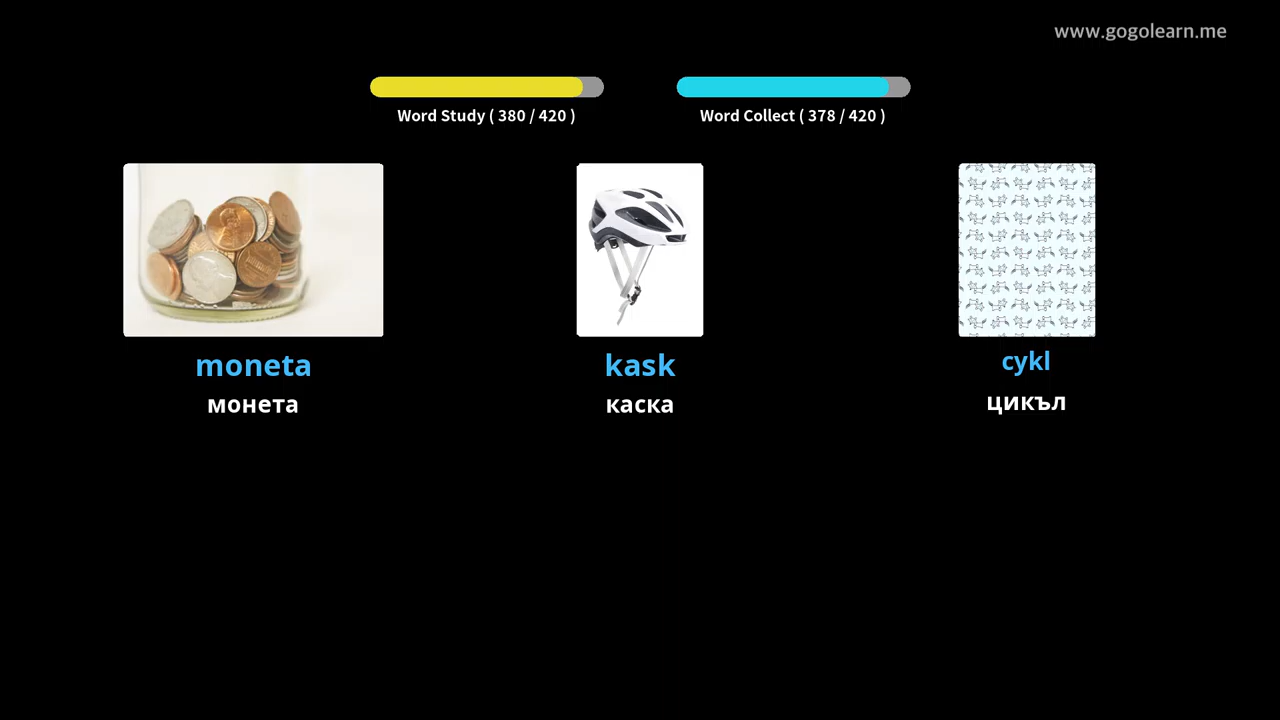 www.gogolearn.me
Word Study ( 380 / 420 )
Word Collect ( 378 / 420 )
moneta
монета
kask
каска
cykl
цикъл